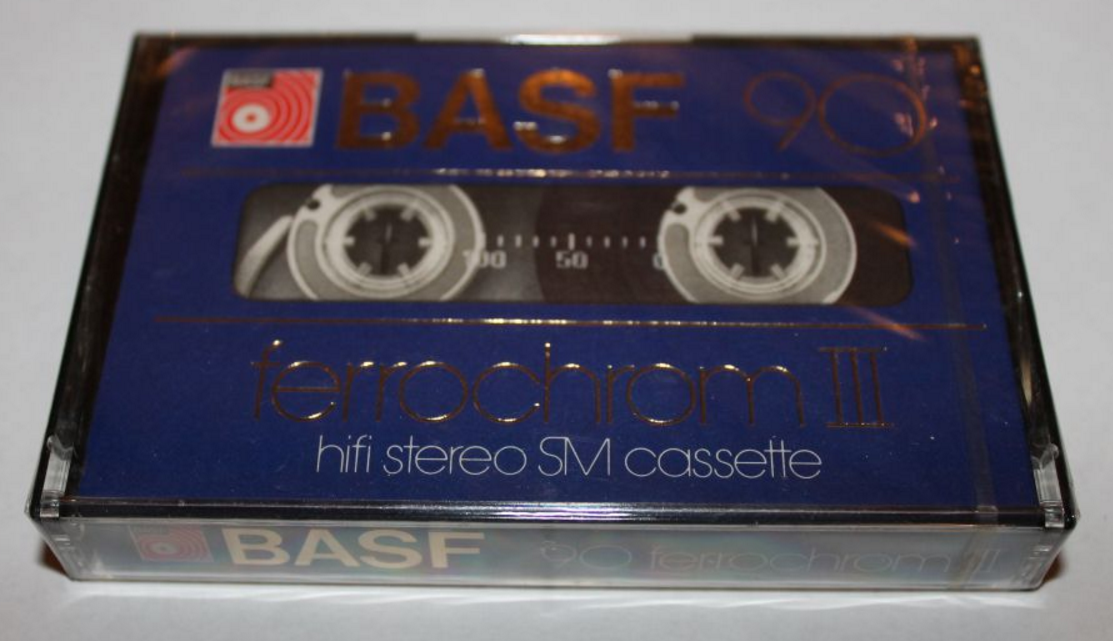 BASF 90
100 50 0
ferrochrom III
hifi stereo SM cassette
BASF 90 ferrochrom III